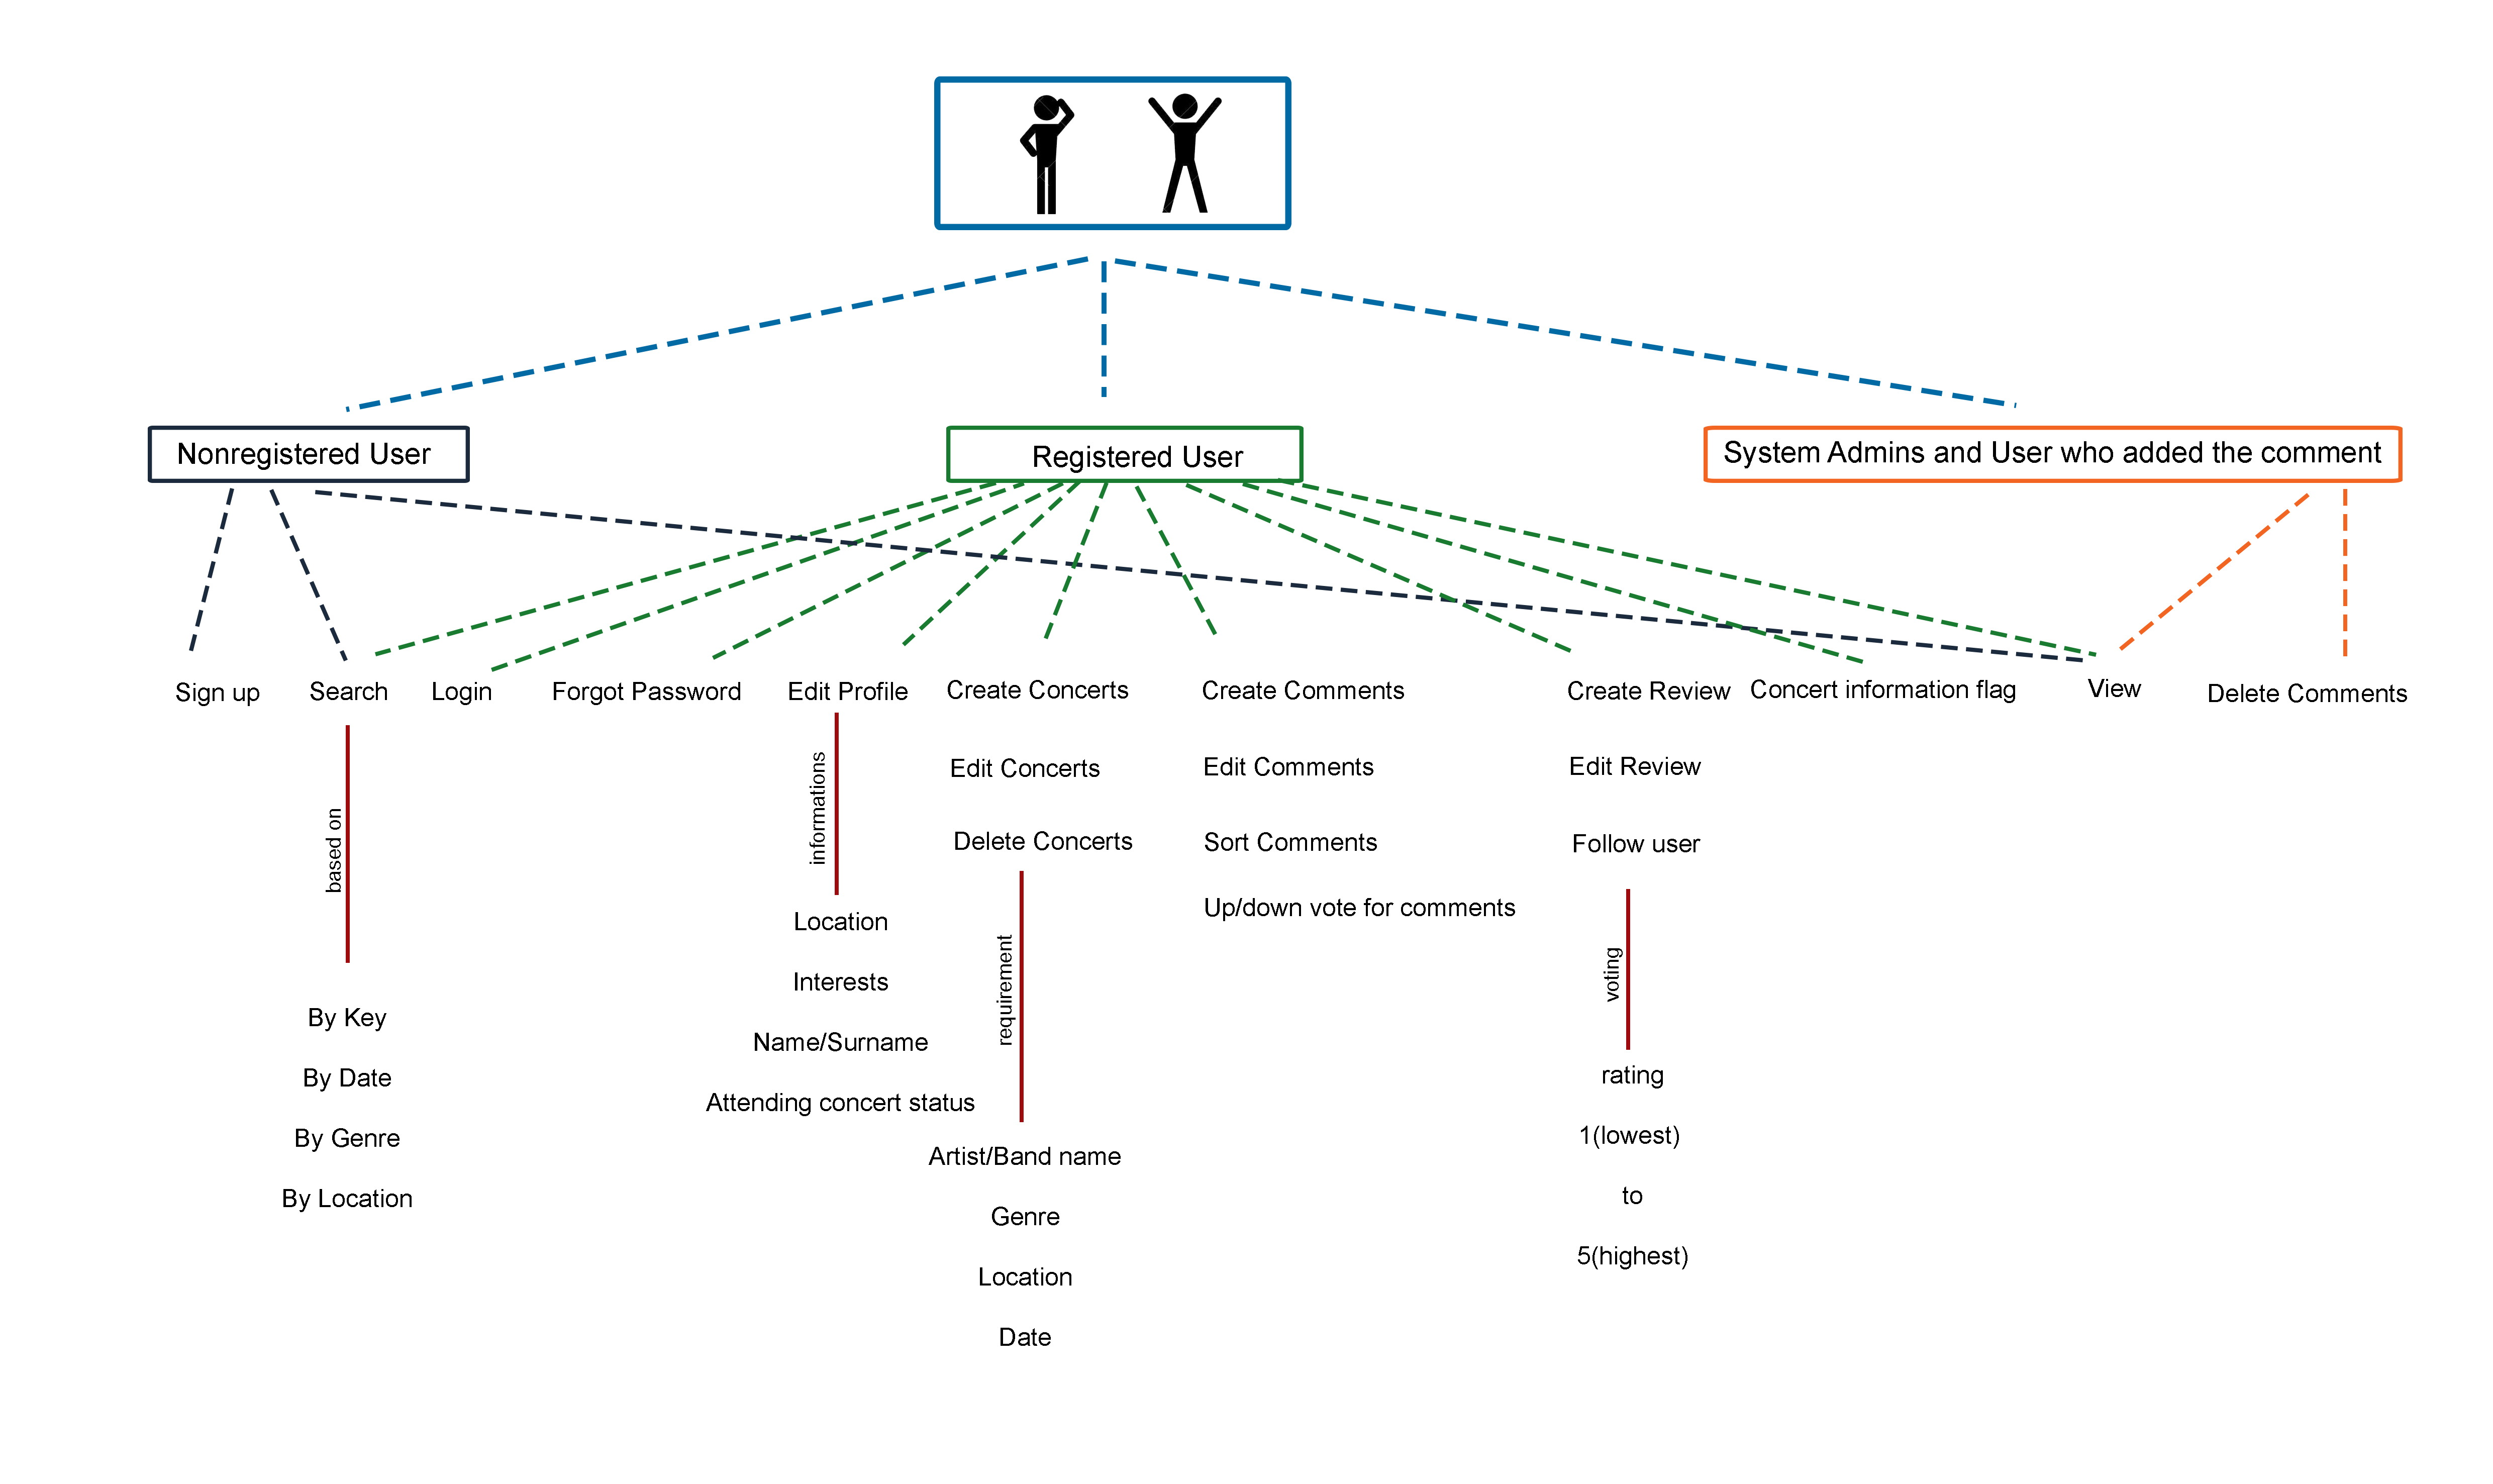 Nonregistered User
Registered User
System Admins and User who added the comment
Sign up
Search
Login
Forgot Password
Edit Profile
Create Concerts
Create Comments
Create Review
Concert information flag
View
Delete Comments
based on
By Key
By Date
By Genre
By Location
informations
Location
Interests
Name/Surname
Attending concert status
Edit Concerts
Delete Concerts
requirement
Artist/Band name
Genre
Location
Date
Edit Comments
Sort Comments
Up/down vote for comments
Edit Review
Follow user
voting
rating
1(lowest)
to
5(highest)